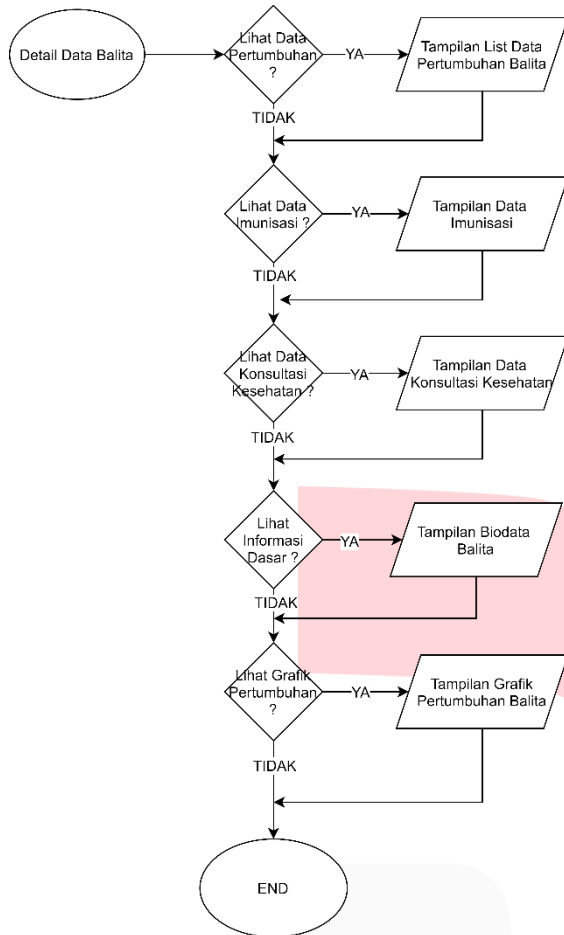 Detail Data Balita
Lihat Data
Pertumbuhan
?
YA
Tampilan List Data
Pertumbuhan Balita
TIDAK
Lihat Data
Imunisasi ?
YA
Tampilan Data
Imunisasi
TIDAK
Lihat Data
Konsultasi
Kesehatan ?
YA
Tampilan Data
Konsultasi Kesehatan
TIDAK
Lihat
Informasi
Dasar ?
YA
Tampilan Biodata
Balita
TIDAK
Lihat Grafik
Pertumbuhan
?
YA
Tampilan Grafik
Pertumbuhan Balita
TIDAK
END